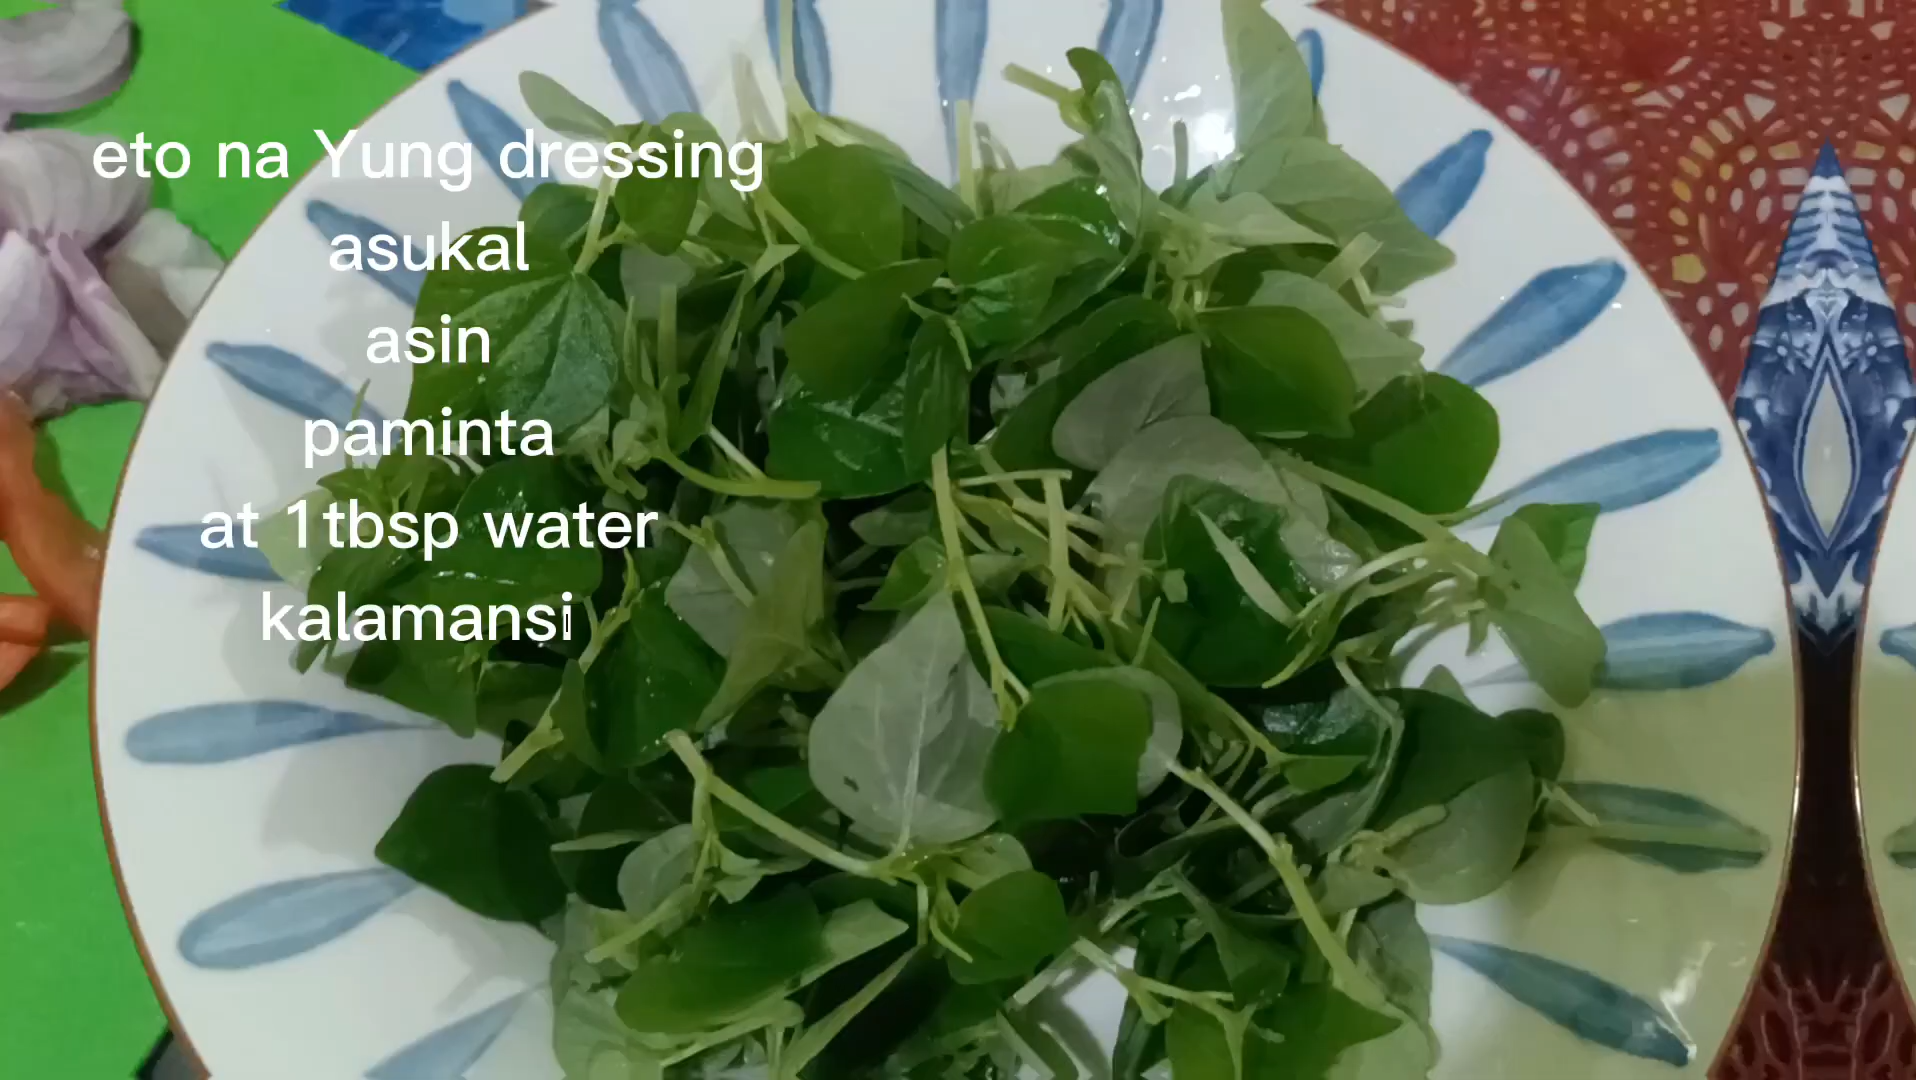 eto na Yung dressing
asukal
asin
paminta
at 1tbsp water
kalamansi